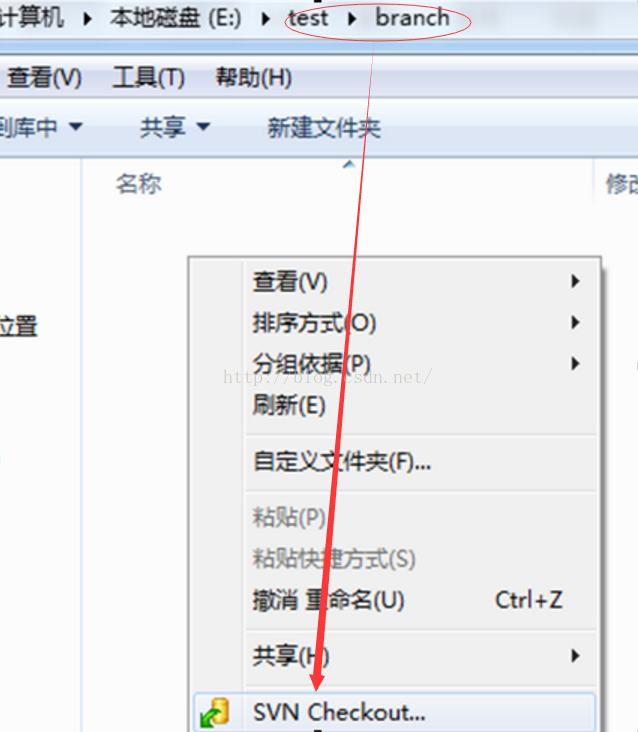 计算机 ▸ 本地磁盘 (E:) ▸ test ▸ branch
查看(V) 工具(T) 帮助(H)
到库中 共享 新建文件夹
名称 修改
查看(V)
排序方式(O)
位置
分组依据(P)
http://blog.csdn.net/
刷新(E)
自定义文件夹(F)...
粘贴(P)
粘贴快捷方式(S)
撤消 重命名(U) Ctrl+Z
共享(H)
SVN Checkout...